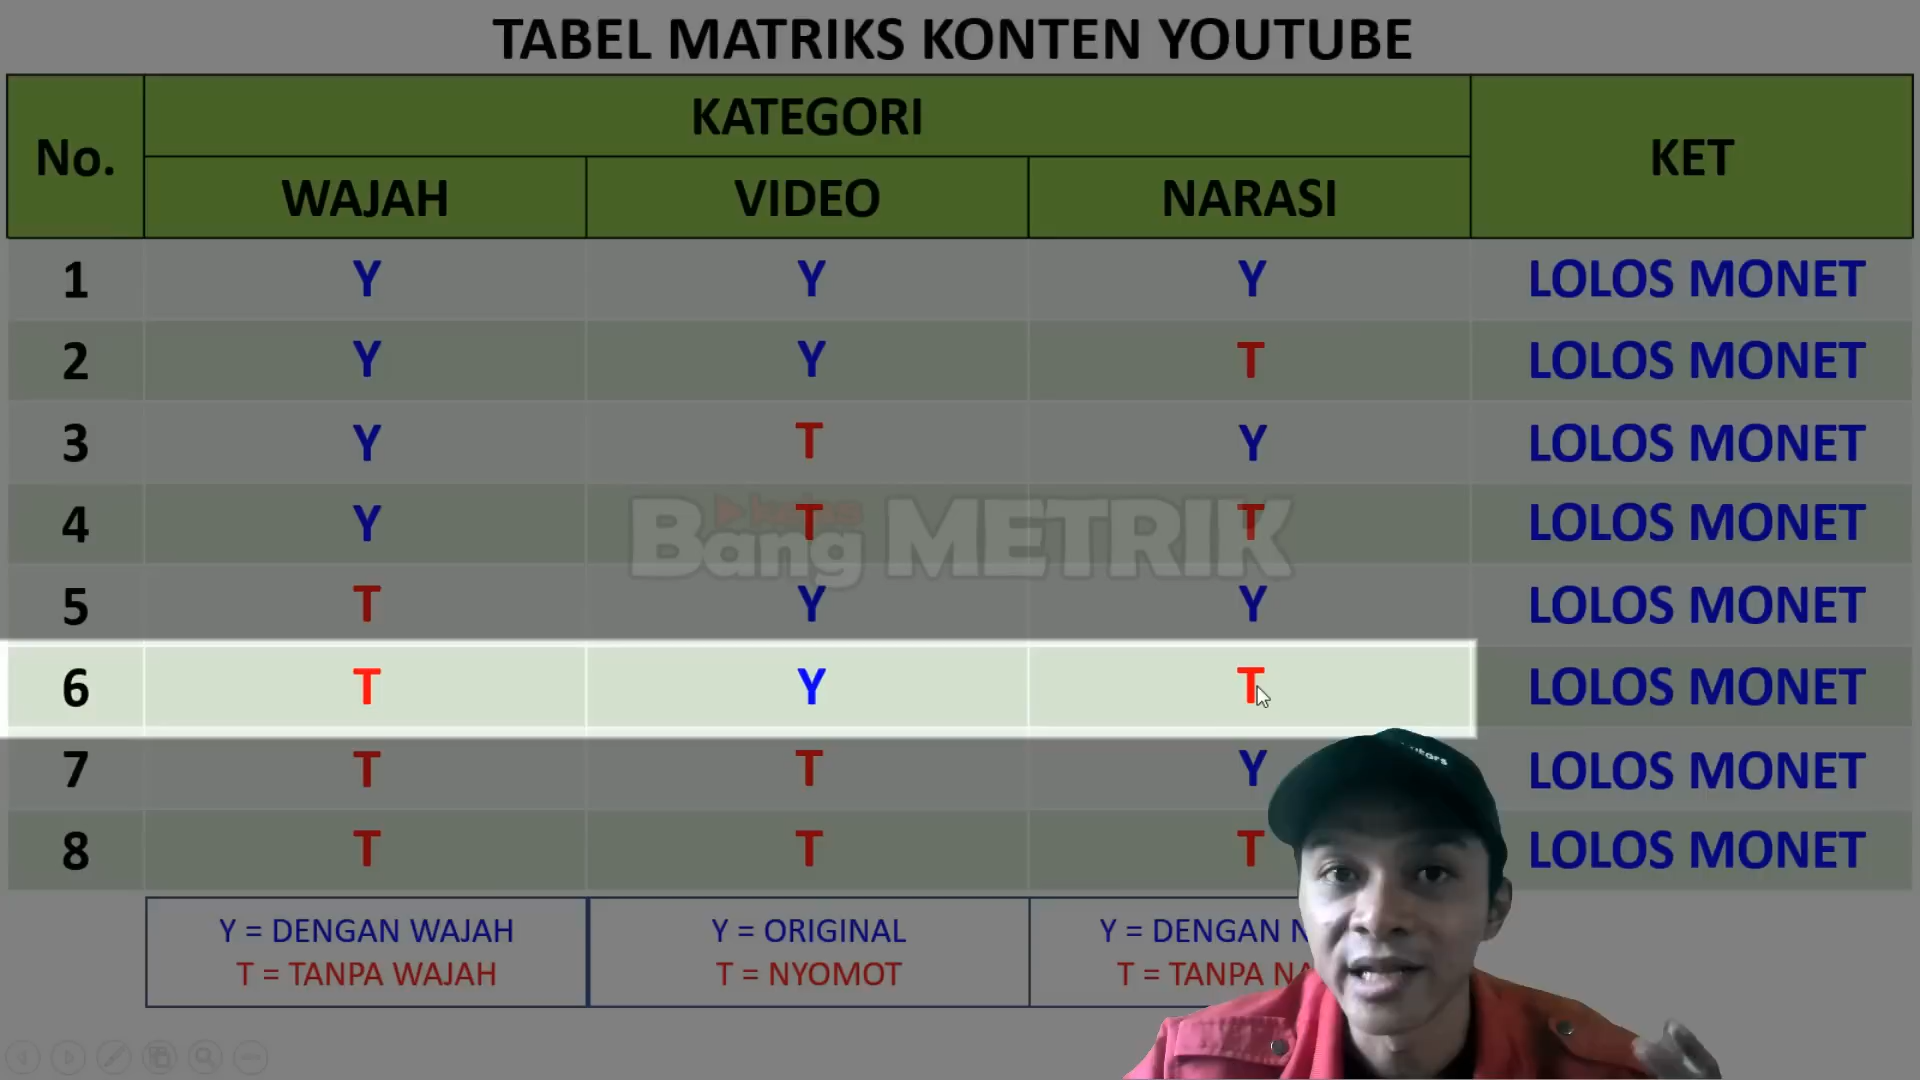 TABEL MATRIKS KONTEN YOUTUBE
No. KATEGORI KET
WAJAH VIDEO NARASI
1 Y Y Y LOLOS MONET
2 Y Y T LOLOS MONET
3 Y T Y LOLOS MONET
4 Y T T LOLOS MONET
Bang METRIK
5 T Y Y LOLOS MONET
6 T Y T LOLOS MONET
7 T T Y LOLOS MONET
8 T T T LOLOS MONET
Y = DENGAN WAJAH
T = TANPA WAJAH
Y = ORIGINAL
T = NYOMOT
Y = DENGAN
T = TANPA